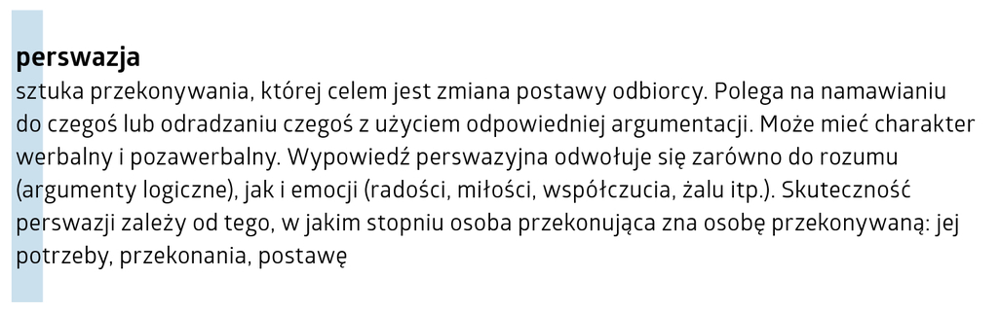 perswazja
sztuka przekonywania, której celem jest zmiana postawy odbiorcy. Polega na namawianiu
do czegoś lub odradzaniu czegoś z użyciem odpowiedniej argumentacji. Może mieć charakter
werbalny i pozawerbalny. Wypowiedź perswazyjna odwołuje się zarówno do rozumu
(argumenty logiczne), jak i emocji (radości, miłości, współczucia, żalu itp.). Skuteczność
perswazji zależy od tego, w jakim stopniu osoba przekonująca zna osobę przekonywaną: jej
potrzeby, przekonania, postawę